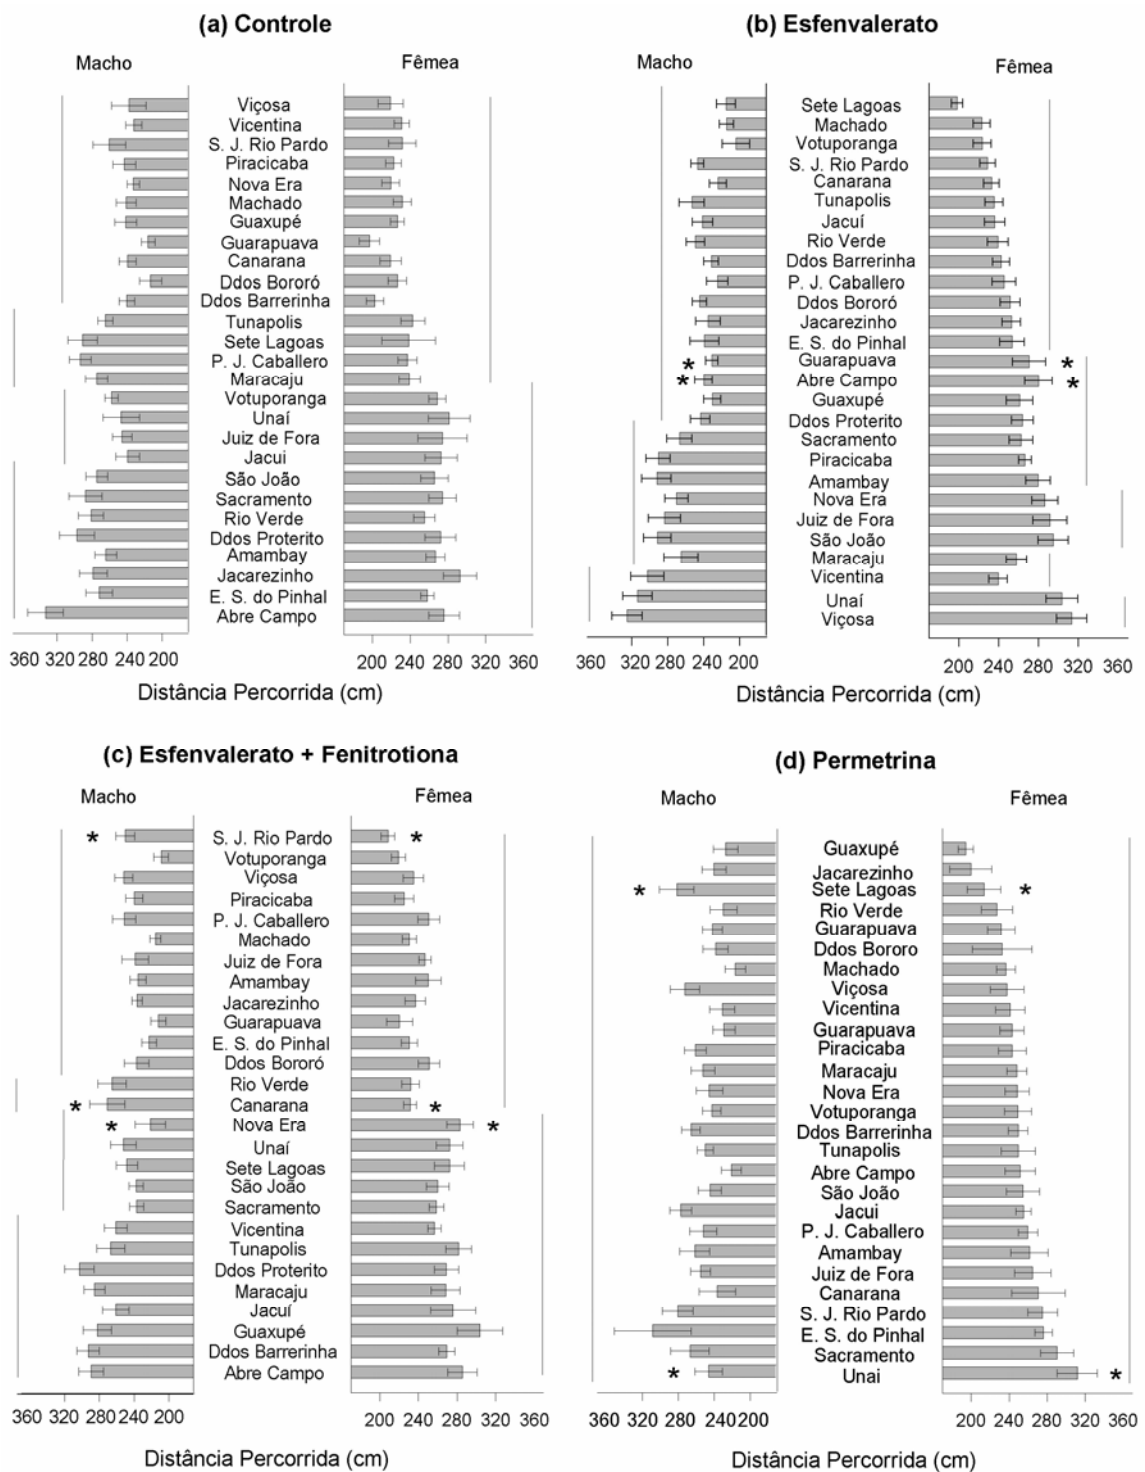 (a) Controle
Macho
Fêmea
Viçosa
Vicentina
S. J. Rio Pardo
Piracicaba
Nova Era
Machado
Guaxupé
Guarapuava
Canarana
Ddos Bororó
Ddos Barrerinha
Tunapolis
Sete Lagoas
P. J. Caballero
Maracaju
Votuporanga
Unaí
Juiz de Fora
Jacui
São João
Sacramento
Rio Verde
Ddos Proterito
Amambay
Jacarezinho
E. S. do Pinhal
Abre Campo
360 320 280 240 200
200 240 280 320 360
Distância Percorrida (cm)
(b) Esfenvalerato
Macho
Fêmea
Sete Lagoas
Machado
Votuporanga
S. J. Rio Pardo
Canarana
Tunapolis
Jacuí
Rio Verde
Ddos Barrerinha
P. J. Caballero
Ddos Bororó
Jacarezinho
E. S. do Pinhal
* Guarapuava *
* Abre Campo *
Guaxupé
Ddos Proterito
Sacramento
Piracicaba
Amambay
Nova Era
Juiz de Fora
São João
Maracaju
Vicentina
Unaí
Viçosa
360 320 280 240 200
200 240 280 320 360
Distância Percorrida (cm)
(c) Esfenvalerato + Fenitrotiona
Macho
Fêmea
* S. J. Rio Pardo *
Votuporanga
Viçosa
Piracicaba
P. J. Caballero
Machado
Juiz de Fora
Amambay
Jacarezinho
Guarapuava
E. S. do Pinhal
Ddos Bororó
Rio Verde
* Canarana *
* Nova Era *
Unaí
Sete Lagoas
São João
Sacramento
Vicentina
Tunapolis
Ddos Proterito
Maracaju
Jacuí
Guaxupé
Ddos Barrerinha
Abre Campo
360 320 280 240 200
200 240 280 320 360
Distância Percorrida (cm)
(d) Permetrina
Macho
Fêmea
Guaxupé
Jacarezinho
* Sete Lagoas *
Rio Verde
Guarapuava
Ddos Bororo
Machado
Viçosa
Vicentina
Guarapuava
Piracicaba
Maracaju
Nova Era
Votuporanga
Ddos Barrerinha
Tunapolis
Abre Campo
São João
Jacui
P. J. Caballero
Amambay
Juiz de Fora
Canarana
S. J. Rio Pardo
E. S. do Pinhal
Sacramento
* Unai *
360 320 280 240 200
200 240 280 320 360
Distância Percorrida (cm)